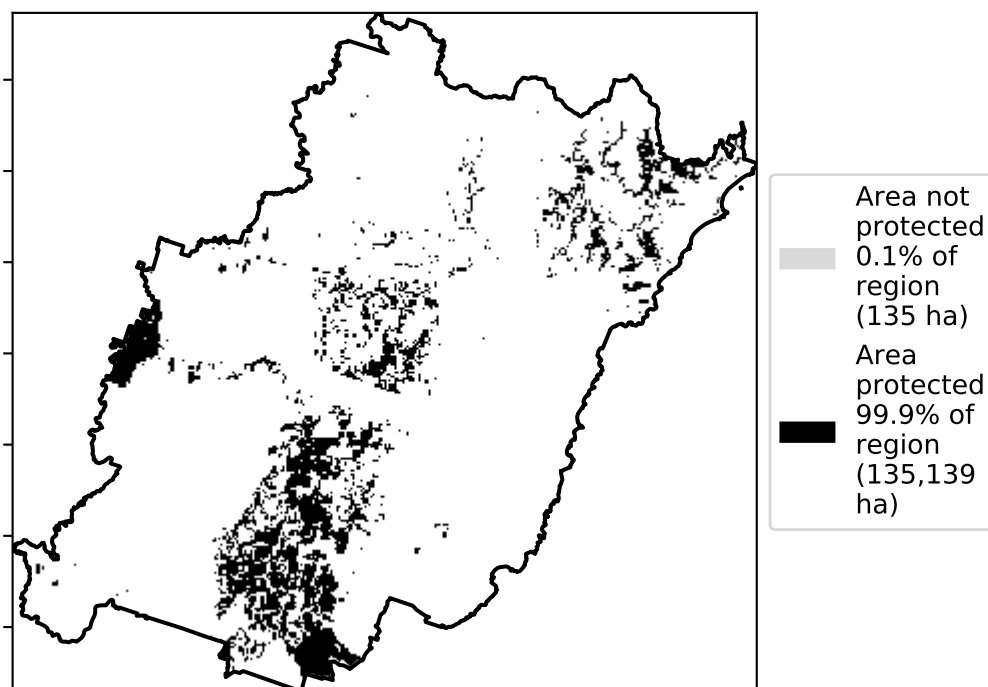 Area not
protected
0.1% of
region
(135 ha)
Area
protected
99.9% of
region
(135,139
ha)